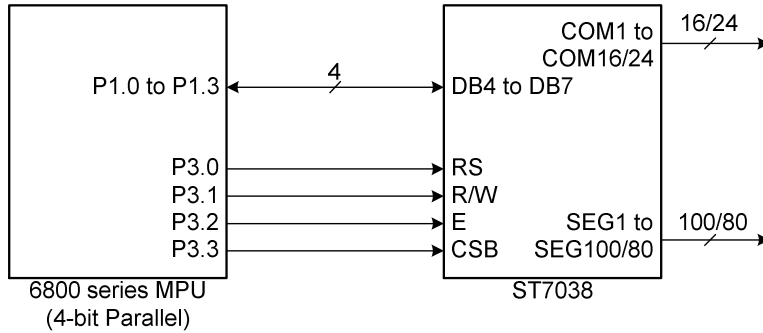 COM1 to
COM16/24
16/24
P1.0 to P1.3
4
DB4 to DB7
P3.0
RS
P3.1
R/W
P3.2
E
SEG1 to
SEG100/80
100/80
P3.3
CSB
6800 series MPU
(4-bit Parallel)
ST7038